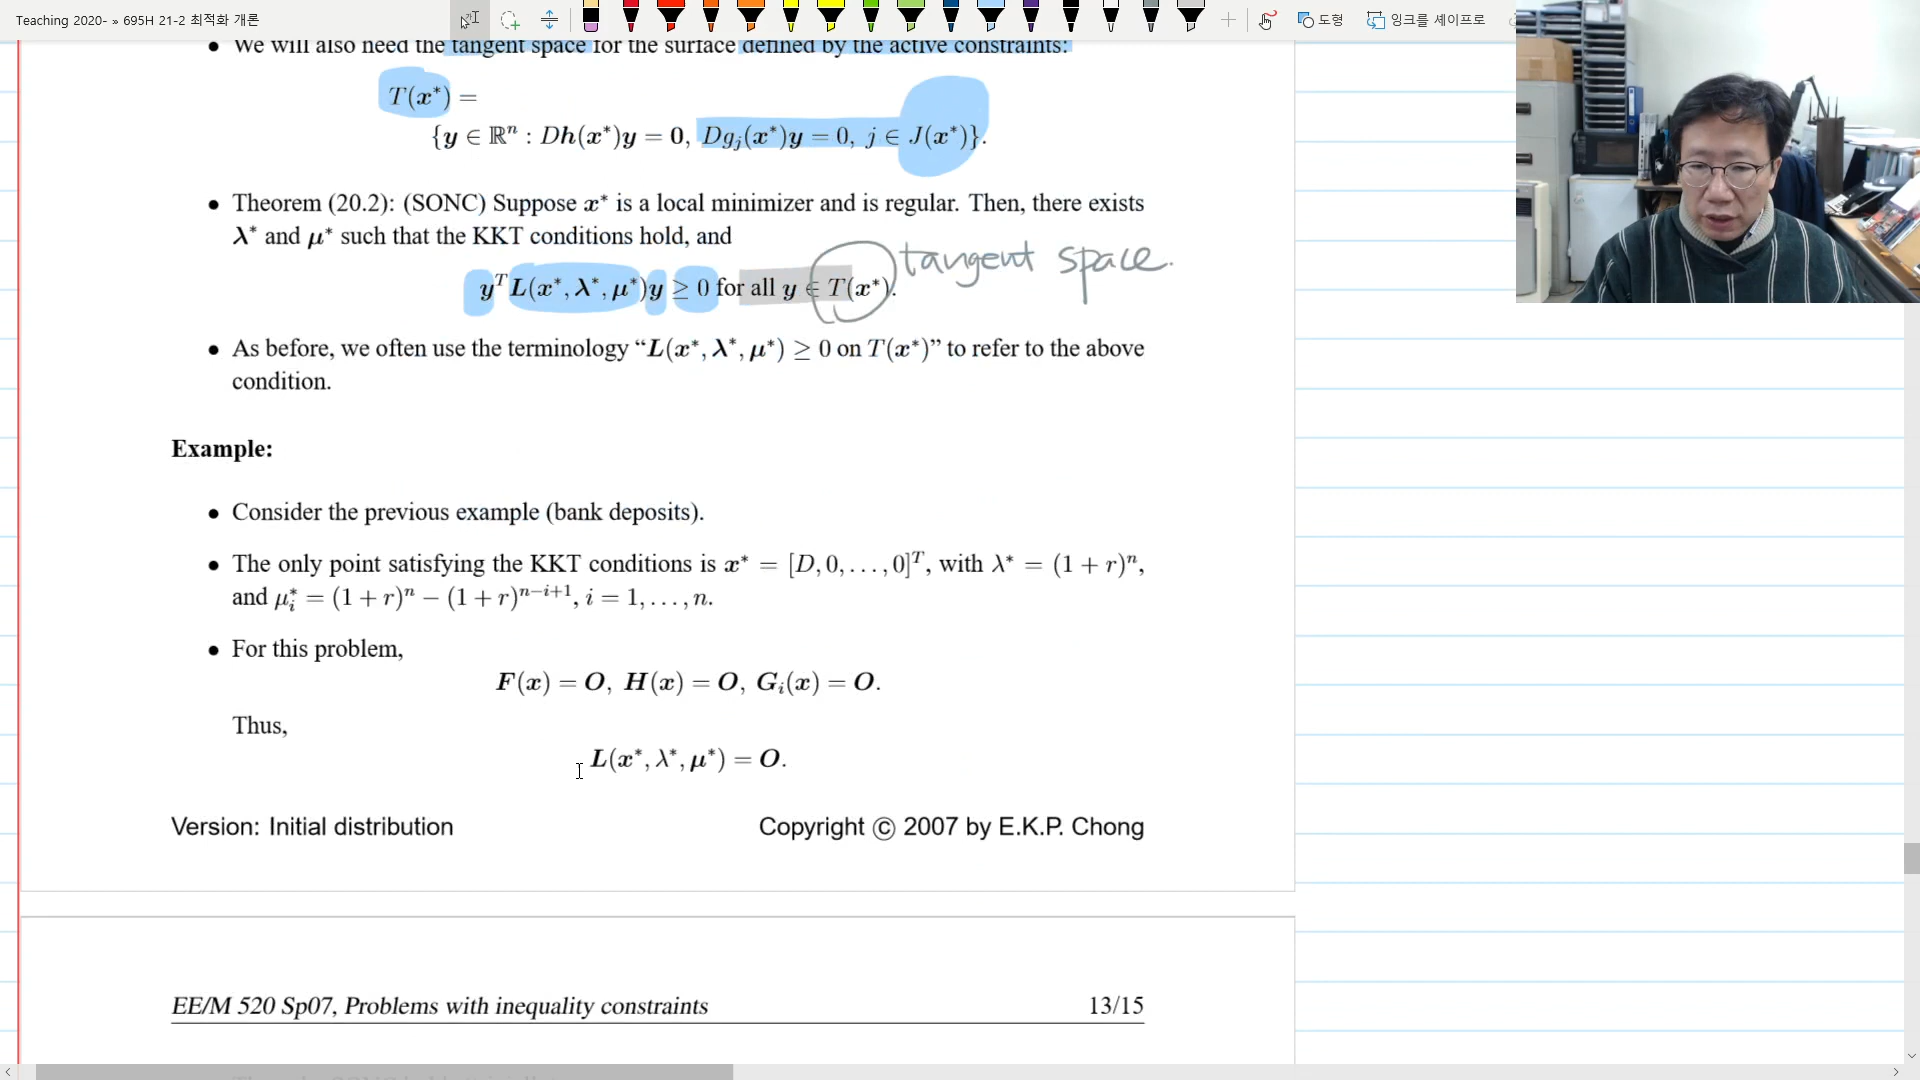 Teaching 2020- » 695H 21-2 최적화 개론
도형
잉크를 셰이프로
• We will also need the tangent space for the surface defined by the active constraints:
T(x*) =
{y ∈ ℝⁿ : Dh(x*)y = 0, Dgⱼ(x*)y = 0, j ∈ J(x*)}.
• Theorem (20.2): (SONC) Suppose x* is a local minimizer and is regular. Then, there exists
λ* and μ* such that the KKT conditions hold, and
tangent space.
yᵀL(x*, λ*, μ*)y ≥ 0 for all y ∈ T(x*).
• As before, we often use the terminology “L(x*, λ*, μ*) ≥ 0 on T(x*)” to refer to the above
condition.
Example:
• Consider the previous example (bank deposits).
• The only point satisfying the KKT conditions is x* = [D, 0, . . . , 0]ᵀ, with λ* = (1 + r)ⁿ,
and μᵢ* = (1 + r)ⁿ − (1 + r)ⁿ⁻ⁱ⁺¹, i = 1, . . . , n.
• For this problem,
F(x) = O, H(x) = O, Gᵢ(x) = O.
Thus,
L(x*, λ*, μ*) = O.
Version: Initial distribution
Copyright © 2007 by E.K.P. Chong
EE/M 520 Sp07, Problems with inequality constraints
13/15